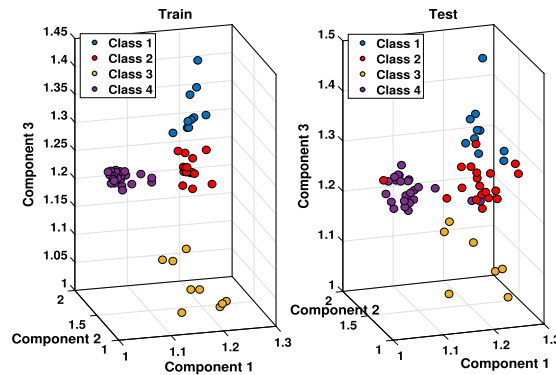 Train
Component 3
1.45
1.4
1.35
1.3
1.25
1.2
1.15
1.1
1.05
1
Class 1
Class 2
Class 3
Class 4
2
1.5
1
Component 2
1
1.1
1.2
1.3
Component 1
Test
Component 3
1.5
1.4
1.3
1.2
1.1
1
Class 1
Class 2
Class 3
Class 4
2
1.5
1
Component 2
1
1.1
1.2
1.3
Component 1